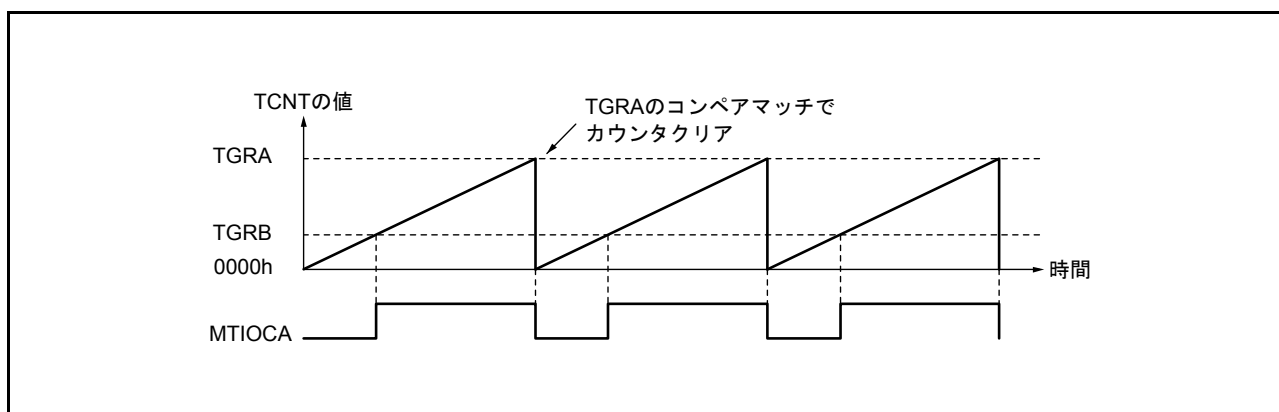 TCNTの値
TGRAのコンペアマッチで
カウンタクリア
TGRA
TGRB
0000h
時間
MTIOCA